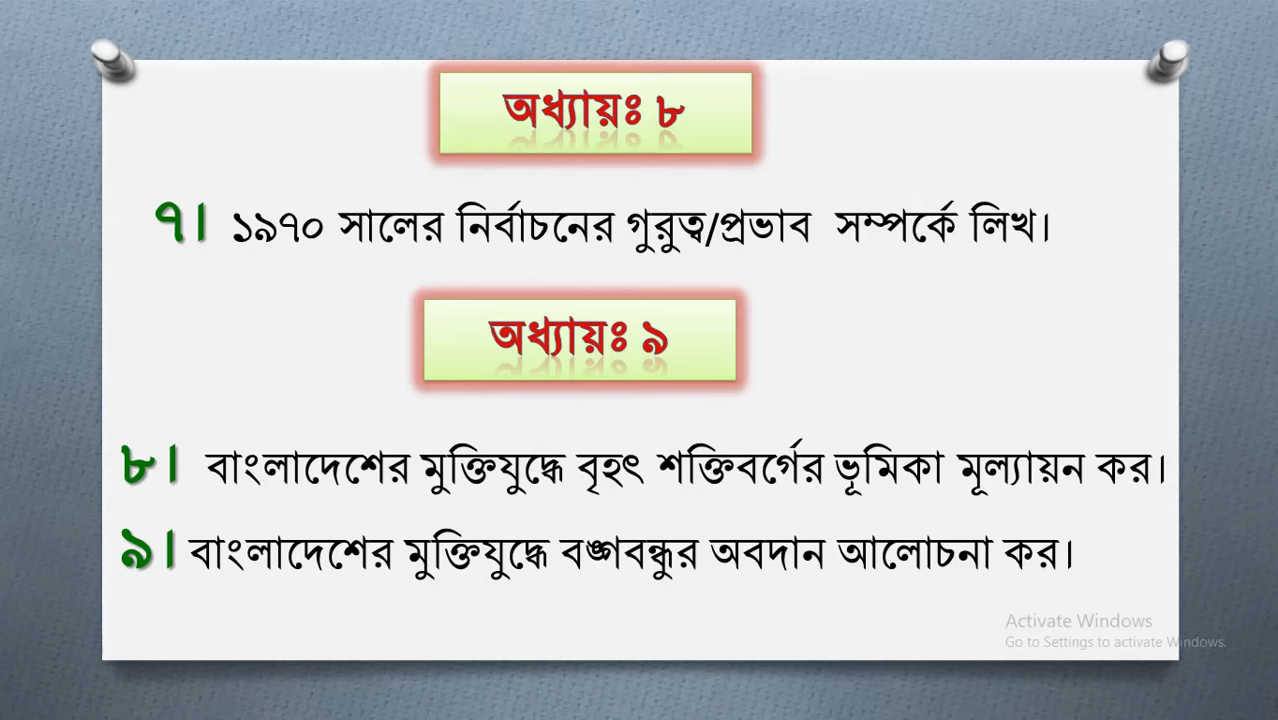 অধ্যায়ঃ ৮
৭। ১৯৭০ সালের নির্বাচনের গুরুত্ব/প্রভাব সম্পর্কে লিখ।
অধ্যায়ঃ ৯
৮। বাংলাদেশের মুক্তিযুদ্ধে বৃহৎ শক্তিবর্গের ভূমিকা মূল্যায়ন কর।
৯। বাংলাদেশের মুক্তিযুদ্ধে বঙ্গবন্ধুর অবদান আলোচনা কর।
Activate Windows
Go to Settings to activate Windows.